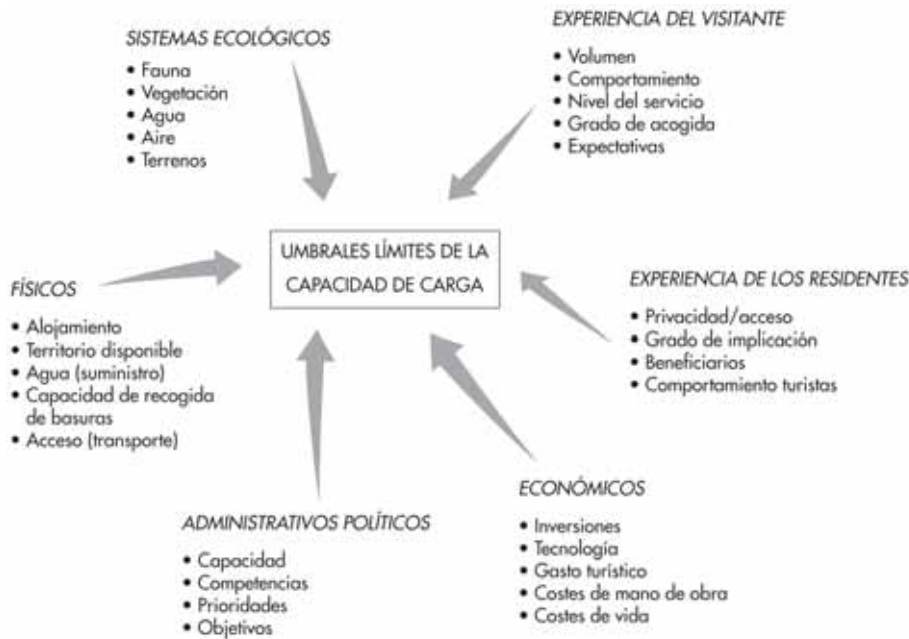 SISTEMAS ECOLÓGICOS
• Fauna
• Vegetación
• Agua
• Aire
• Terrenos
EXPERIENCIA DEL VISITANTE
• Volumen
• Comportamiento
• Nivel del servicio
• Grado de acogida
• Expectativas
UMBRALES LÍMITES DE LA
CAPACIDAD DE CARGA
FÍSICOS
• Alojamiento
• Territorio disponible
• Agua (suministro)
• Capacidad de recogida
de basuras
• Acceso (transporte)
EXPERIENCIA DE LOS RESIDENTES
• Privacidad/acceso
• Grado de implicación
• Beneficiarios
• Comportamiento turistas
ADMINISTRATIVOS POLÍTICOS
• Capacidad
• Competencias
• Prioridades
• Objetivos
ECONÓMICOS
• Inversiones
• Tecnología
• Gasto turístico
• Costes de mano de obra
• Costes de vida